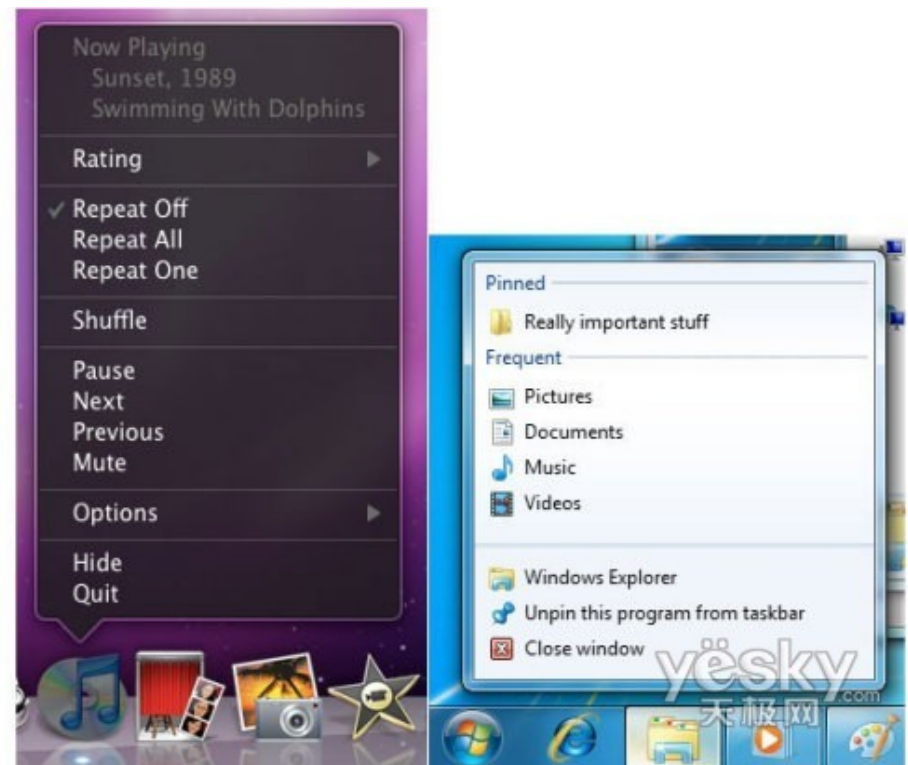 Now Playing
Sunset, 1989
Swimming With Dolphins
Rating
Repeat Off
Repeat All
Repeat One
Shuffle
Pause
Next
Previous
Mute
Options
Hide
Quit
Pinned
Really important stuff
Frequent
Pictures
Documents
Music
Videos
Windows Explorer
Unpin this program from taskbar
Close window
yësky
.com
天极网